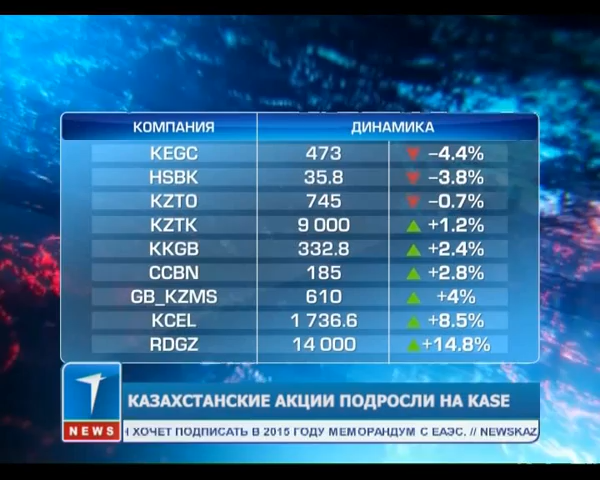 КОМПАНИЯ ДИНАМИКА
KEGC 473 –4.4%
HSBK 35.8 –3.8%
KZTO 745 –0.7%
KZTK 9 000 +1.2%
KKGB 332.8 +2.4%
CCBN 185 +2.8%
GB_KZMS 610 +4%
KCEL 1 736.6 +8.5%
RDGZ 14 000 +14.8%
КАЗАХСТАНСКИЕ АКЦИИ ПОДРОСЛИ НА KASE
NEWS
Н ХОЧЕТ ПОДПИСАТЬ В 2015 ГОДУ МЕМОРАНДУМ С ЕАЭС. // NEWSKAZ